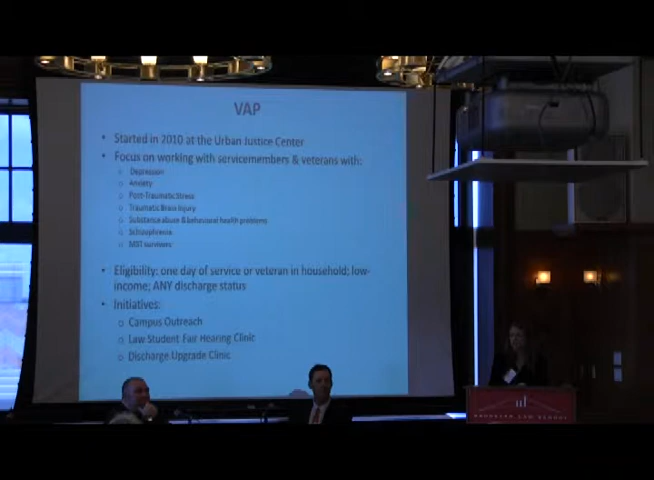 VAP
• Started in 2010 at the Urban Justice Center
• Focus on working with servicemembers & veterans with:
○ Depression
○ Anxiety
○ Post-Traumatic Stress
○ Traumatic Brain Injury
○ Substance abuse & behavioral health problems
○ Schizophrenia
○ MST survivors
• Eligibility: one day of service or veteran in household; low-
income; ANY discharge status
• Initiatives:
○ Campus Outreach
○ Law Student Fair Hearing Clinic
○ Discharge Upgrade Clinic
BROOKLYN LAW SCHOOL